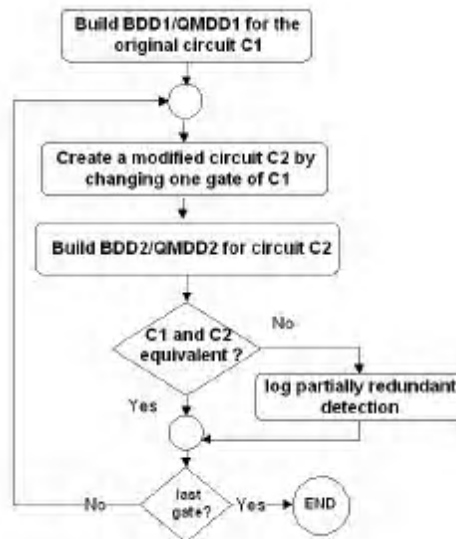 Build BDD1/QMDD1 for the
original circuit C1
Create a modified circuit C2 by
changing one gate of C1
Build BDD2/QMDD2 for circuit C2
C1 and C2
equivalent ?
No
log partially redundant
detection
Yes
last
gate?
No
Yes
END